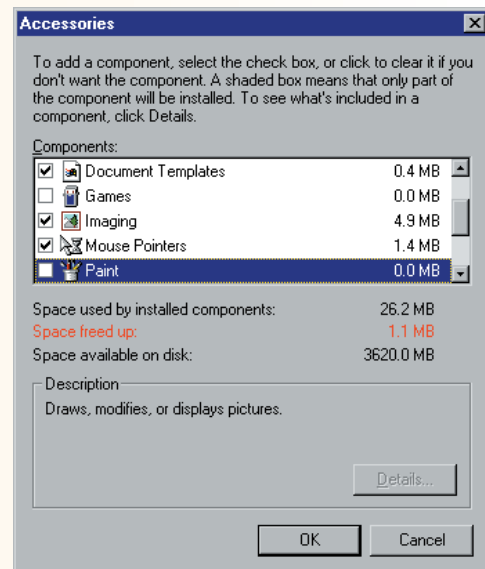 Accessories
To add a component, select the check box, or click to clear it if you
don't want the component. A shaded box means that only part of
the component will be installed. To see what's included in a
component, click Details.
Components:
Document Templates 0.4 MB
Games 0.0 MB
Imaging 4.9 MB
Mouse Pointers 1.4 MB
Paint 0.0 MB
Space used by installed components: 26.2 MB
Space freed up: 1.1 MB
Space available on disk: 3620.0 MB
Description
Draws, modifies, or displays pictures.
Details...
OK Cancel